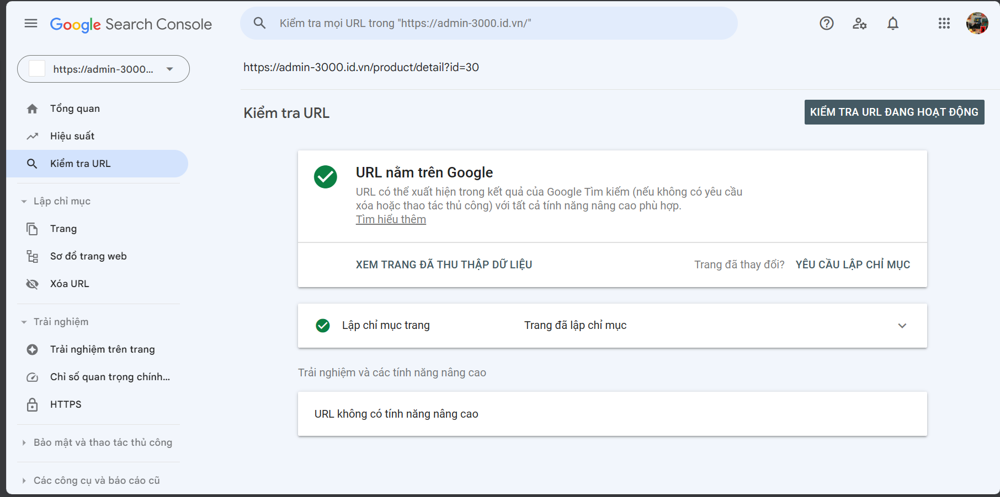 Google Search Console
Kiểm tra mọi URL trong "https://admin-3000.id.vn/"
https://admin-3000...
https://admin-3000.id.vn/product/detail?id=30
Tổng quan
Hiệu suất
Kiểm tra URL
Lập chỉ mục
Trang
Sơ đồ trang web
Xóa URL
Trải nghiệm
Trải nghiệm trên trang
Chỉ số quan trọng chính...
HTTPS
Bảo mật và thao tác thủ công
Các công cụ và báo cáo cũ
Kiểm tra URL
KIỂM TRA URL ĐANG HOẠT ĐỘNG
URL nằm trên Google
URL có thể xuất hiện trong kết quả của Google Tìm kiếm (nếu không có yêu cầu
xóa hoặc thao tác thủ công) với tất cả tính năng nâng cao phù hợp.
Tìm hiểu thêm
XEM TRANG ĐÃ THU THẬP DỮ LIỆU
Trang đã thay đổi? YÊU CẦU LẬP CHỈ MỤC
Lập chỉ mục trang
Trang đã lập chỉ mục
Trải nghiệm và các tính năng nâng cao
URL không có tính năng nâng cao